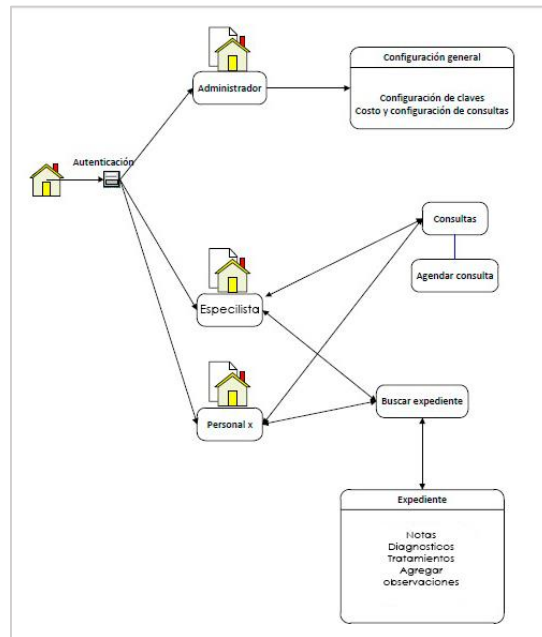 Configuración general
Administrador
Configuración de claves
Costo y configuración de consultas
Autenticación
Consultas
Agendar consulta
Especilista
Buscar expediente
Personal x
Expediente
Notas
Diagnosticos
Tratamientos
Agregar
observaciones